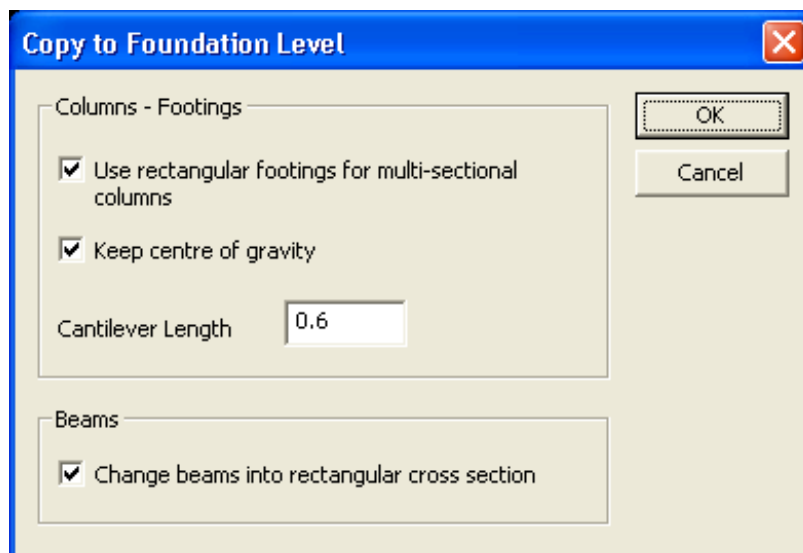 Copy to Foundation Level
Columns - Footings
OK
Use rectangular footings for multi-sectional
columns
Cancel
Keep centre of gravity
Cantilever Length 0.6
Beams
Change beams into rectangular cross section